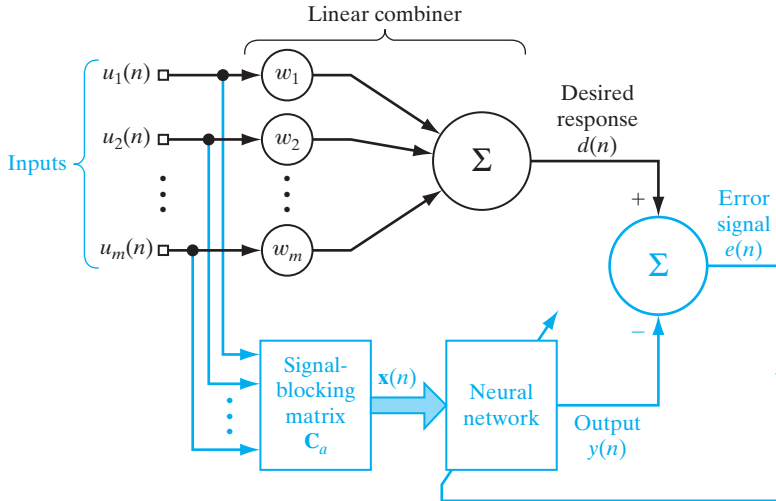 Linear combiner
u1(n)
w1
u2(n)
w2
Inputs
um(n)
wm
Σ
Desired
response
d(n)
+
Error
signal
e(n)
Σ
−
Signal-
blocking
matrix
Ca
x(n)
Neural
network
Output
y(n)